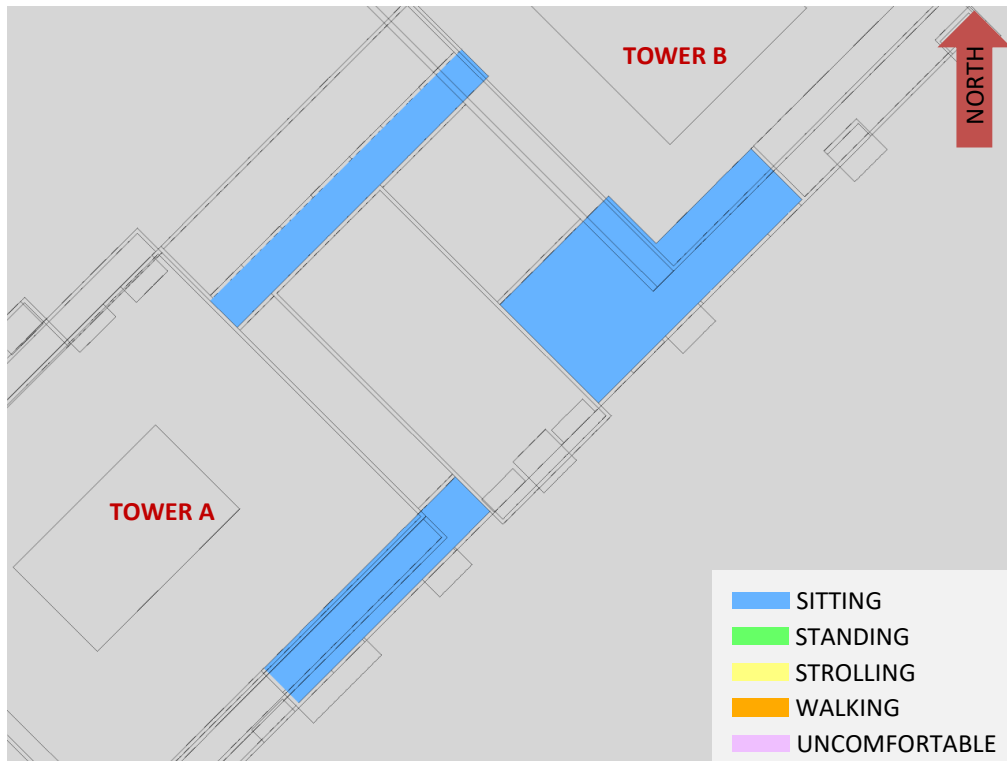 TOWER B
NORTH
TOWER A
SITTING
STANDING
STROLLING
WALKING
UNCOMFORTABLE